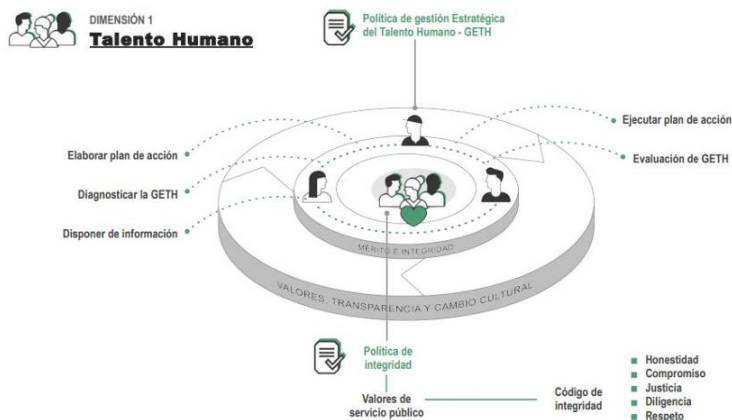 DIMENSIÓN 1
Talento Humano
Política de gestión Estratégica
del Talento Humano - GETH
Elaborar plan de acción
Diagnosticar la GETH
Disponer de información
Ejecutar plan de acción
Evaluación de GETH
MÉRITO E INTEGRIDAD
VALORES, TRANSPARENCIA Y CAMBIO CULTURAL
Política de
integridad
Valores de
servicio público
Código de
integridad
Honestidad
Compromiso
Justicia
Diligencia
Respeto